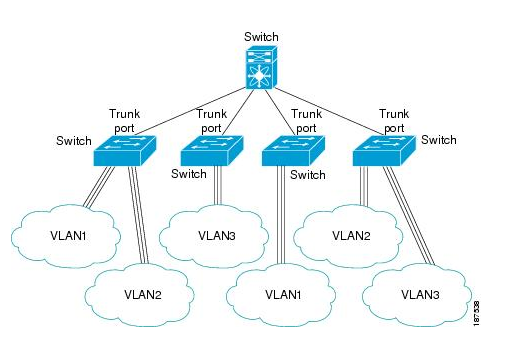 Switch
Trunk
port
Trunk
port
Trunk
port
Trunk
port
Switch
Switch
Switch
Switch
VLAN1
VLAN3
VLAN2
VLAN2
VLAN1
VLAN3
187538